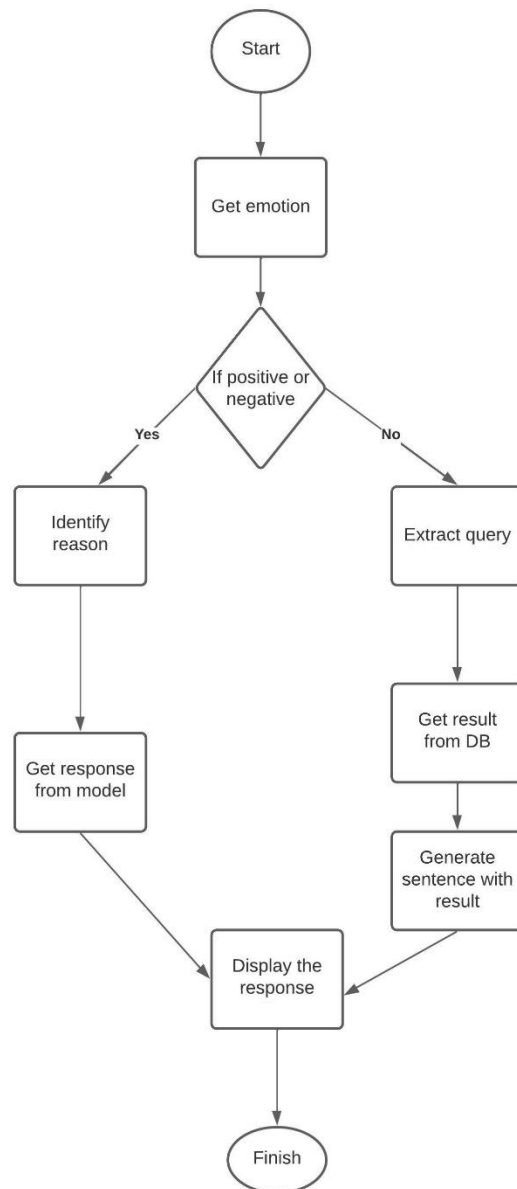 Start
Get emotion
If positive or
negative
Yes
No
Identify
reason
Extract query
Get response
from model
Get result
from DB
Generate
sentence with
result
Display the
response
Finish